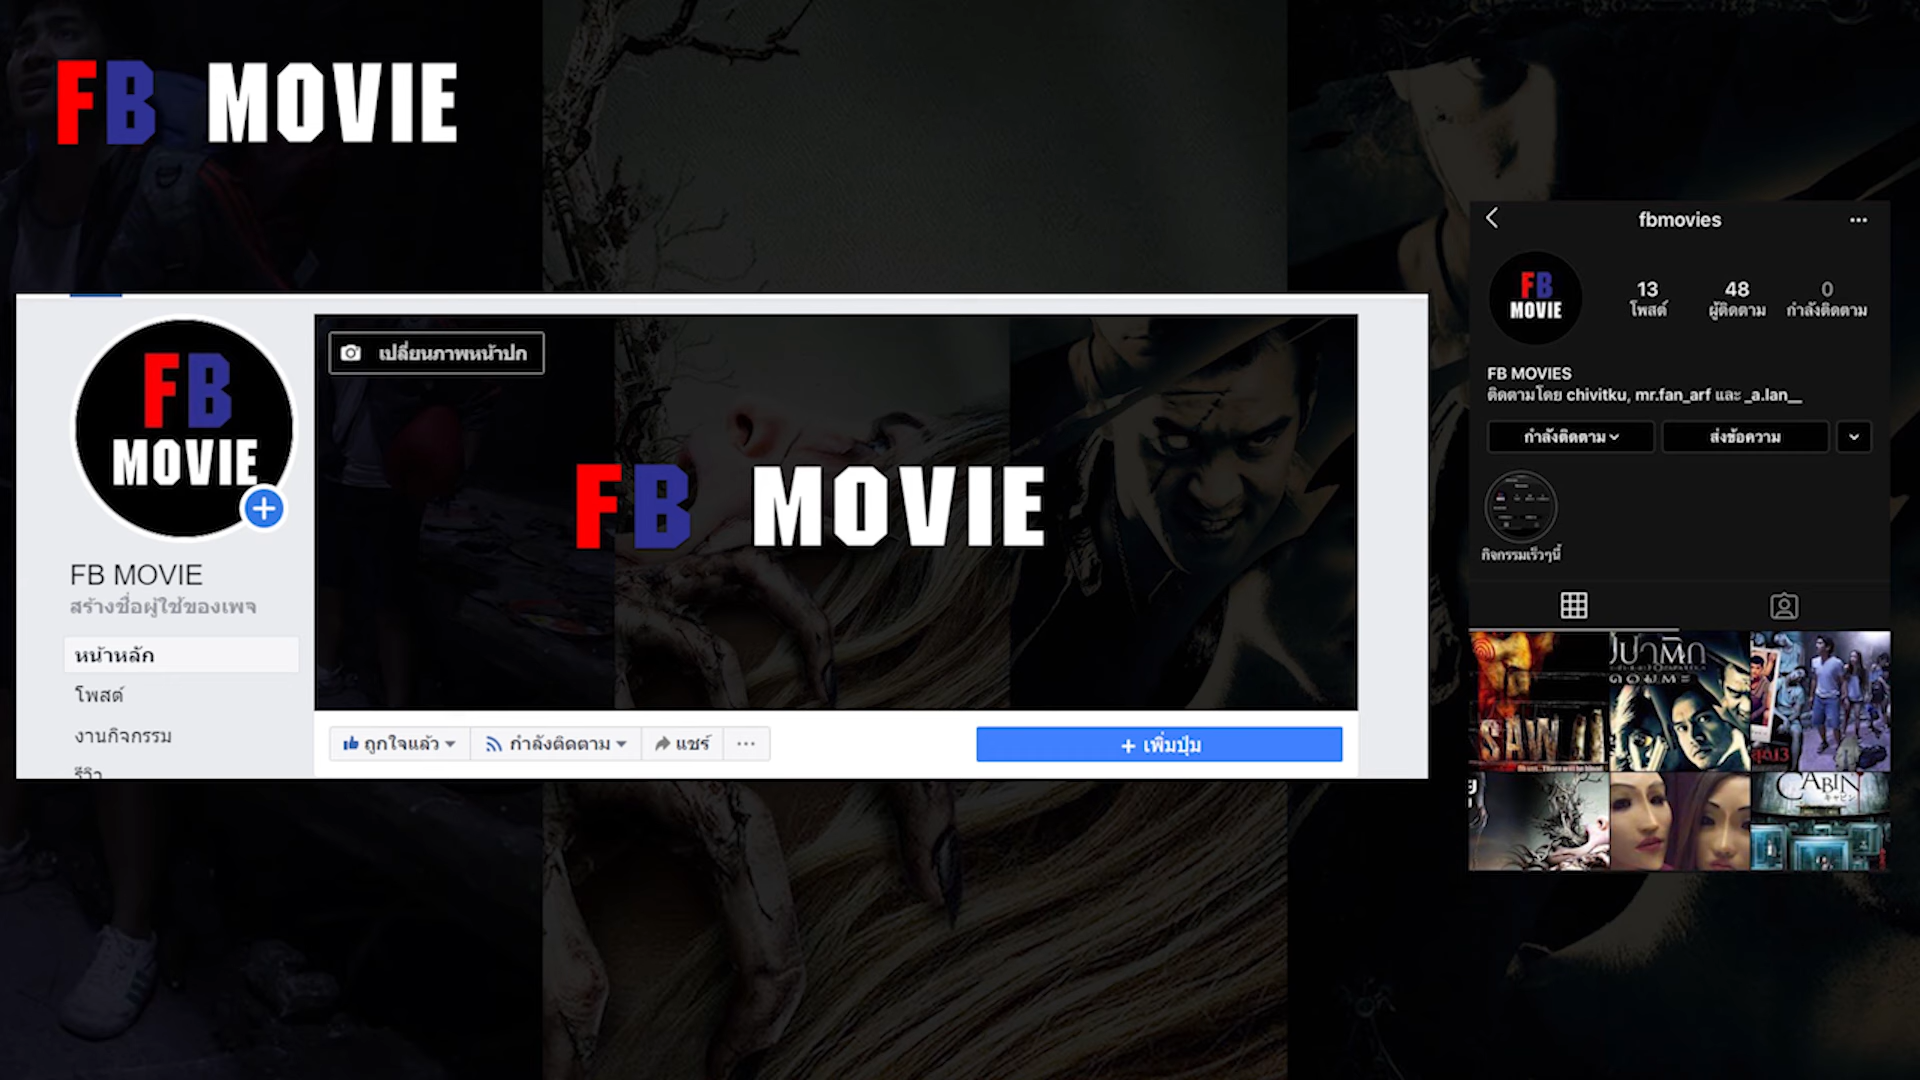 FB MOVIE
เปลี่ยนภาพหน้าปก
FB
MOVIE
FB MOVIE
FB MOVIE
สร้างชื่อผู้ใช้ของเพจ
หน้าหลัก
โพสต์
งานกิจกรรม
รีวิว
ถูกใจแล้ว
กำลังติดตาม
แชร์
+ เพิ่มปุ่ม
fbmovies
FB
MOVIE
13
โพสต์
48
ผู้ติดตาม
0
กำลังติดตาม
FB MOVIES
ติดตามโดย chivitku, mr.fan_arf และ _a.lan__
กำลังติดตาม
ส่งข้อความ
กิจกรรมเร็วๆนี้
SAW II
CABIN
キャビン